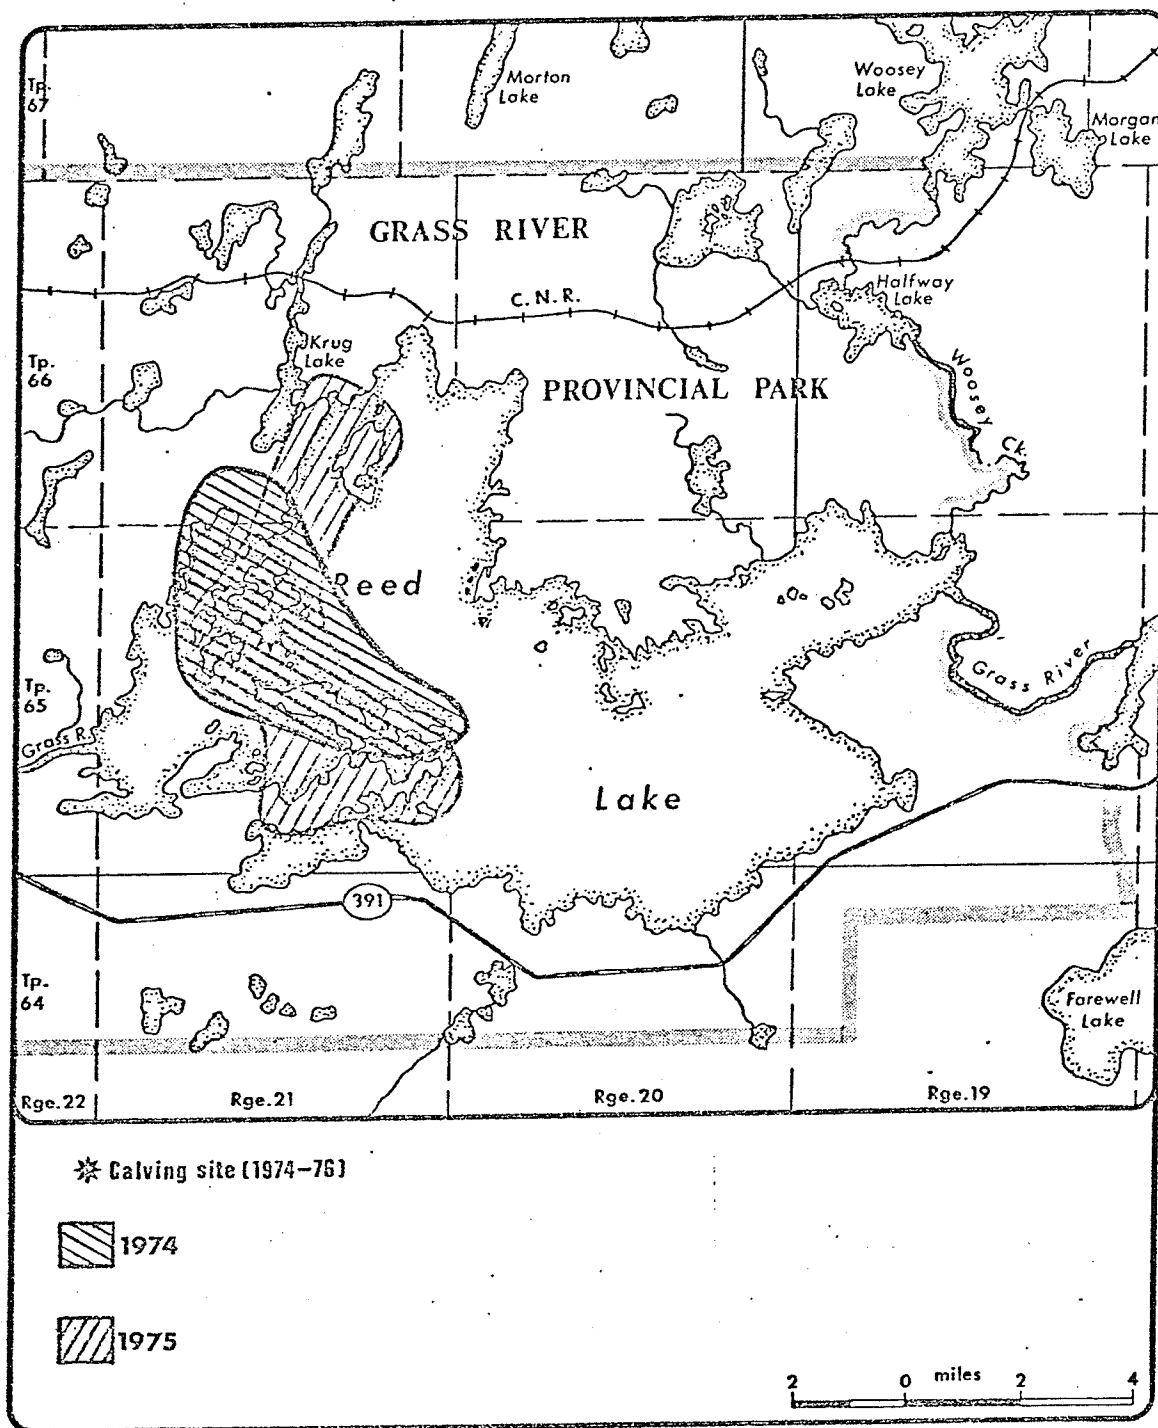 Tp.
67
Morton
Lake
Woosey
Lake
Morgan
Lake
GRASS RIVER
C.N.R.
Halfway
Lake
Krug
Lake
Tp.
66
PROVINCIAL PARK
Woosey Ck.
Reed
Grass River
Tp.
65
Grass R.
Lake
391
Tp.
64
Farewell
Lake
Rge.22
Rge.21
Rge.20
Rge.19
Calving site (1974–76)
1974
1975
2 0 miles 2 4